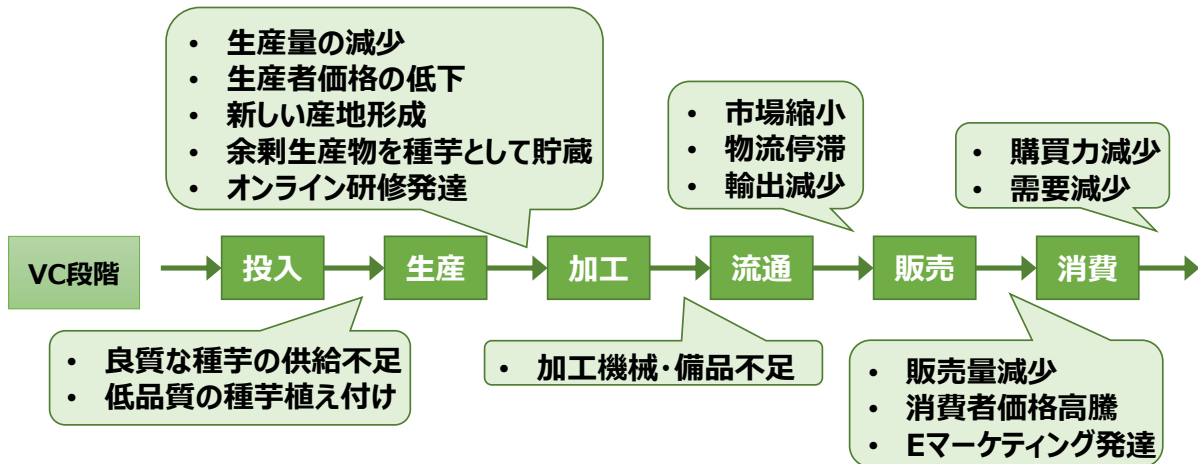 • 生産量の減少
• 生産者価格の低下
• 新しい産地形成
• 余剰生産物を種芋として貯蔵
• オンライン研修発達
• 市場縮小
• 物流停滞
• 輸出減少
• 購買力減少
• 需要減少
VC段階
投入
生産
加工
流通
販売
消費
• 良質な種芋の供給不足
• 低品質の種芋植え付け
• 加工機械・備品不足
• 販売量減少
• 消費者価格高騰
• Eマーケティング発達